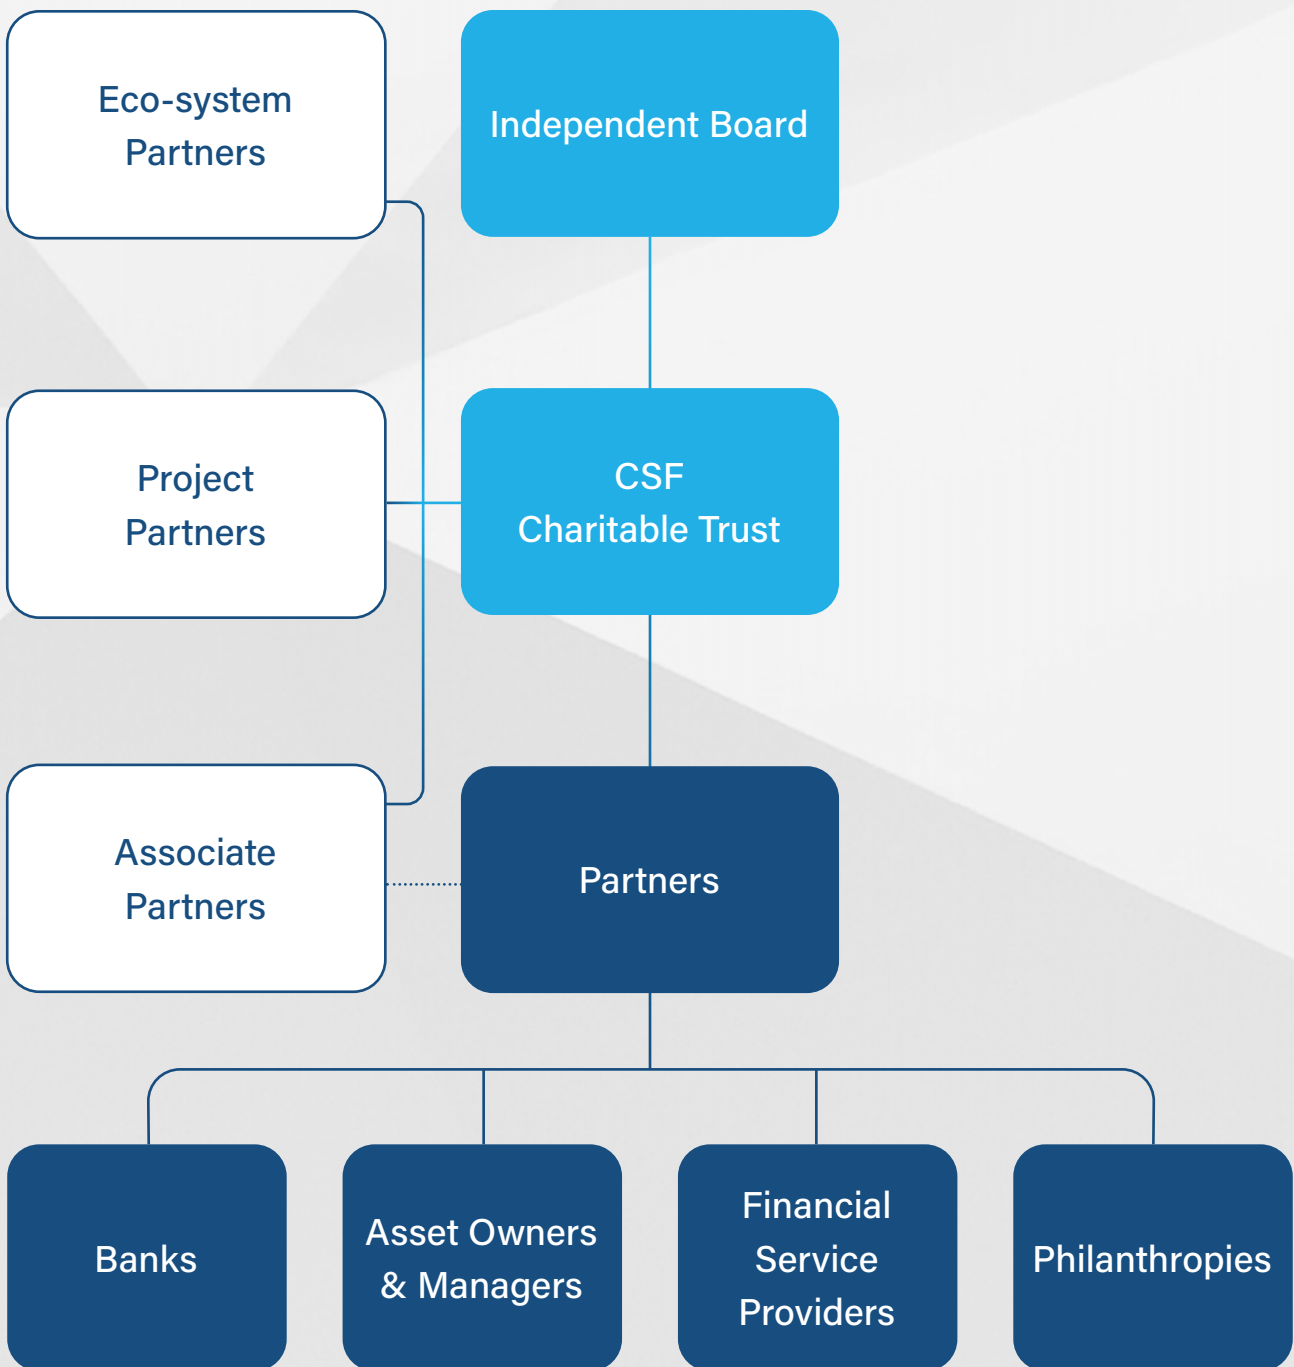 Eco-system
Partners
Independent Board
Project
Partners
CSF
Charitable Trust
Associate
Partners
Partners
Banks
Asset Owners
& Managers
Financial
Service
Providers
Philanthropies